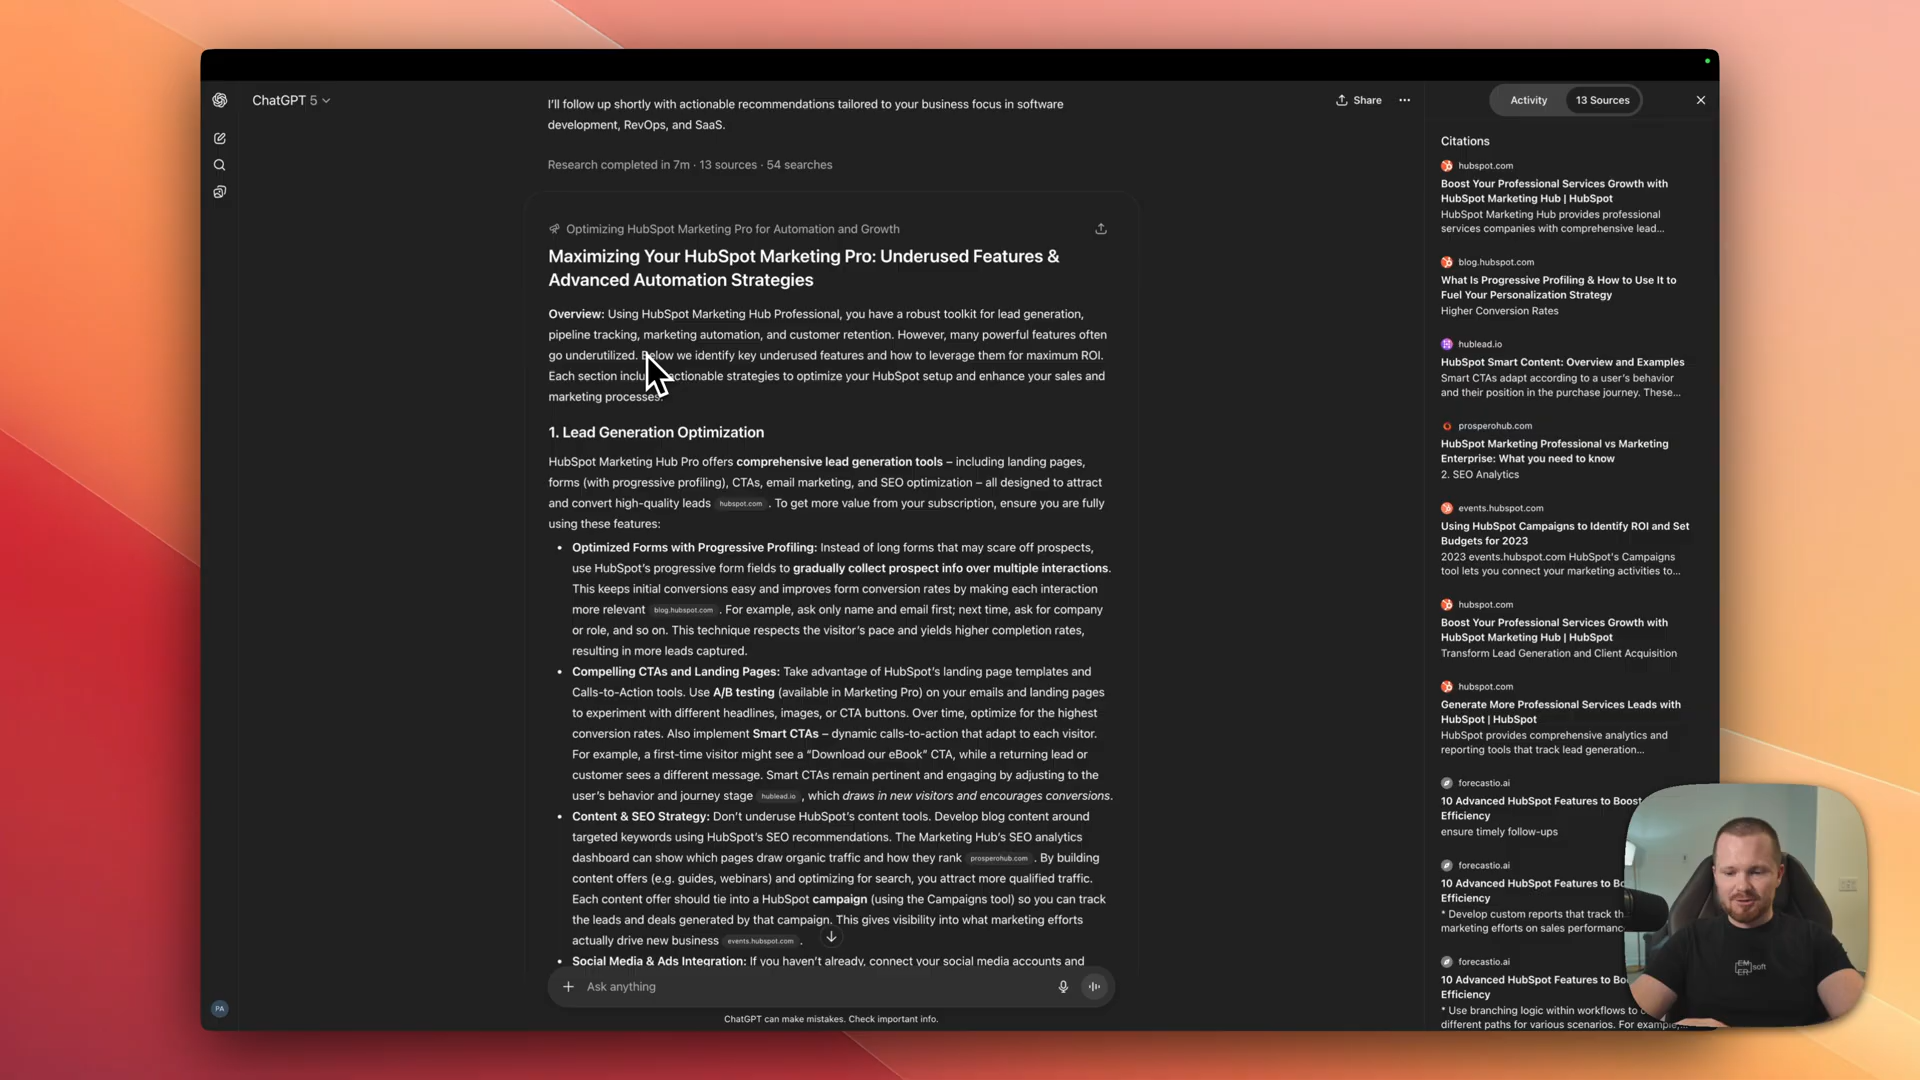 ChatGPT 5
I'll follow up shortly with actionable recommendations tailored to your business focus in software
development, RevOps, and SaaS.
Share
Research completed in 7m · 13 sources · 54 searches
Optimizing HubSpot Marketing Pro for Automation and Growth
Maximizing Your HubSpot Marketing Pro: Underused Features &
Advanced Automation Strategies
Overview: Using HubSpot Marketing Hub Professional, you have a robust toolkit for lead generation,
pipeline tracking, marketing automation, and customer retention. However, many powerful features often
go underutilized. Below we identify key underused features and how to leverage them for maximum ROI.
Each section actionable strategies to optimize your HubSpot setup and enhance your sales and
marketing processes.
1. Lead Generation Optimization
HubSpot Marketing Hub Pro offers comprehensive lead generation tools – including landing pages,
forms (with progressive profiling), CTAs, email marketing, and SEO optimization – all designed to attract
and convert high-quality leads hubspot.com . To get more value from your subscription, ensure you are fully
using these features:
• Optimized Forms with Progressive Profiling: Instead of long forms that may scare off prospects,
use HubSpot's progressive form fields to gradually collect prospect info over multiple interactions.
This keeps initial conversions easy and improves form conversion rates by making each interaction
more relevant blog.hubspot.com . For example, ask only name and email first; next time, ask for company
or role, and so on. This technique respects the visitor's pace and yields higher completion rates,
resulting in more leads captured.
• Compelling CTAs and Landing Pages: Take advantage of HubSpot's landing page templates and
Calls-to-Action tools. Use A/B testing (available in Marketing Pro) on your emails and landing pages
to experiment with different headlines, images, or CTA buttons. Over time, optimize for the highest
conversion rates. Also implement Smart CTAs – dynamic calls-to-action that adapt to each visitor.
For example, a first-time visitor might see a “Download our eBook” CTA, while a returning lead or
customer sees a different message. Smart CTAs remain pertinent and engaging by adjusting to the
user's behavior and journey stage hublead.io , which draws in new visitors and encourages conversions.
• Content & SEO Strategy: Don't underuse HubSpot's content tools. Develop blog content around
targeted keywords using HubSpot's SEO recommendations. The Marketing Hub's SEO analytics
dashboard can show which pages draw organic traffic and how they rank prosperohub.com . By building
content offers (e.g. guides, webinars) and optimizing for search, you attract more qualified traffic.
Each content offer should tie into a HubSpot campaign (using the Campaigns tool) so you can track
the leads and deals generated by that campaign. This gives visibility into what marketing efforts
actually drive new business events.hubspot.com .
• Social Media & Ads Integration: If you haven't already, connect your social media accounts and
Ask anything
ChatGPT can make mistakes. Check important info.
PA
Activity
13 Sources
Citations
hubspot.com
Boost Your Professional Services Growth with
HubSpot Marketing Hub | HubSpot
HubSpot Marketing Hub provides professional
services companies with comprehensive lead...
blog.hubspot.com
What Is Progressive Profiling & How to Use It to
Fuel Your Personalization Strategy
Higher Conversion Rates
hublead.io
HubSpot Smart Content: Overview and Examples
Smart CTAs adapt according to a user's behavior
and their position in the purchase journey. These...
prosperohub.com
HubSpot Marketing Professional vs Marketing
Enterprise: What you need to know
2. SEO Analytics
events.hubspot.com
Using HubSpot Campaigns to Identify ROI and Set
Budgets for 2023
2023 events.hubspot.com HubSpot's Campaigns
tool lets you connect your marketing activities to...
hubspot.com
Boost Your Professional Services Growth with
HubSpot Marketing Hub | HubSpot
Transform Lead Generation and Client Acquisition
hubspot.com
Generate More Professional Services Leads with
HubSpot | HubSpot
HubSpot provides comprehensive analytics and
reporting tools that track lead generation...
forecastio.ai
10 Advanced HubSpot Features to Boost
Efficiency
ensure timely follow-ups
forecastio.ai
10 Advanced HubSpot Features to
Efficiency
* Develop custom reports that track
marketing efforts on sales
forecastio.ai
10 Advanced HubSpot Features to
Efficiency
* Use branching logic within workflows to
different paths for various scenarios. For example,...
EMERsoft